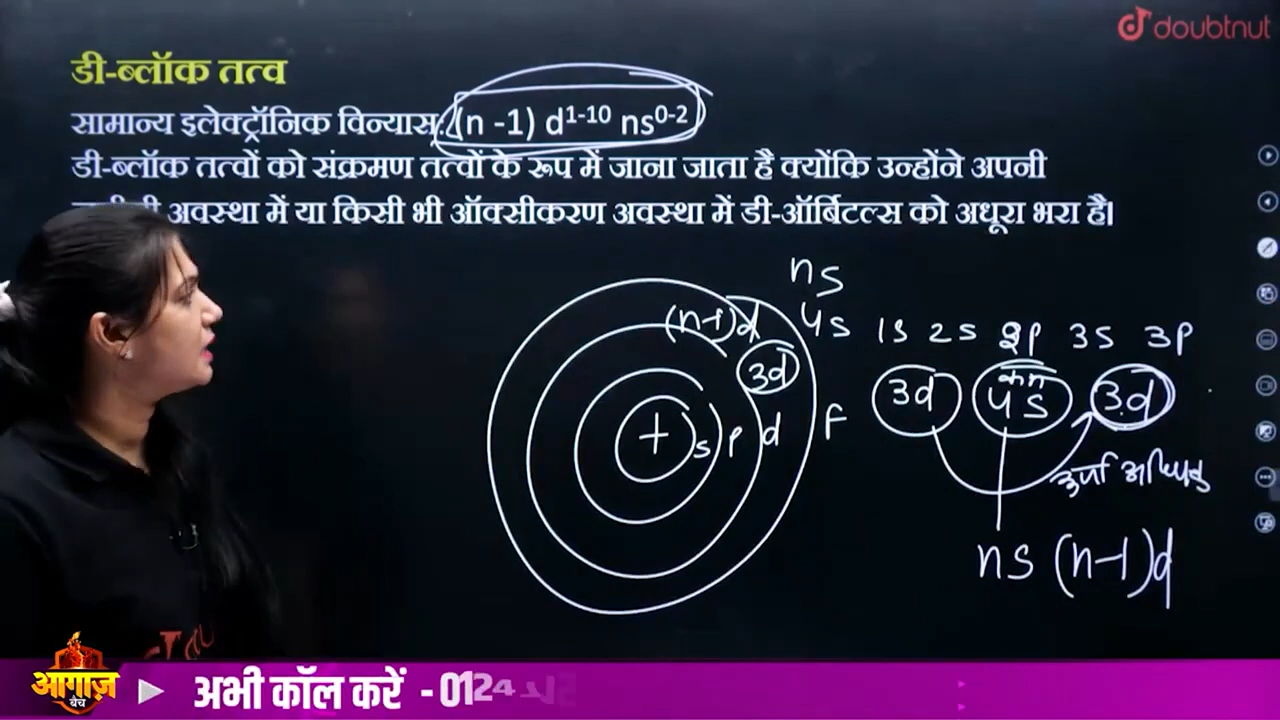 doubtnut
डी-ब्लॉक तत्व
सामान्य इलेक्ट्रॉनिक विन्यास: (n -1) d¹⁻¹⁰ ns⁰⁻²
डी-ब्लॉक तत्वों को संक्रमण तत्वों के रूप में जाना जाता है क्योंकि उन्होंने अपनी
अवस्था में या किसी भी ऑक्सीकरण अवस्था में डी-ऑर्बिटल्स को अधूरा भरा है।
ns
(n-1)d 4s 1s 2s 2p 3s 3p
3d 3d कम 4s 3d
+ s p d f
ऊर्जा अधिक
ns (n-1)d
आगाज़
बैच
अभी कॉल करें - 0124